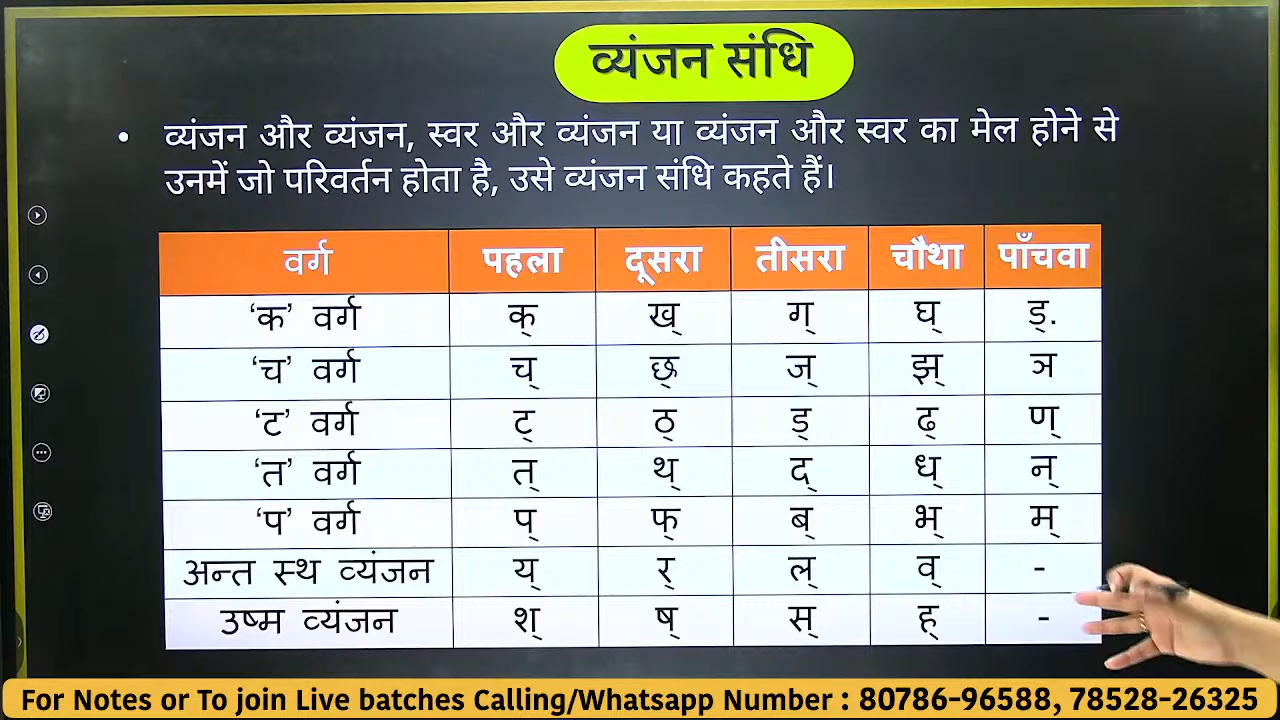 व्यंजन संधि
• व्यंजन और व्यंजन, स्वर और व्यंजन या व्यंजन और स्वर का मेल होने से
उनमें जो परिवर्तन होता है, उसे व्यंजन संधि कहते हैं।
वर्ग पहला दूसरा तीसरा चौथा पाँचवा
‘क’ वर्ग क् ख् ग् घ् ड्.
‘च’ वर्ग च् छ् ज् झ् ञ
‘ट’ वर्ग ट् ठ् ड् ढ् ण्
‘त’ वर्ग त् थ् द् ध् न्
‘प’ वर्ग प् फ् ब् भ् म्
अन्त स्थ व्यंजन य् र् ल् व् -
उष्म व्यंजन श् ष् स् ह् -
For Notes or To join Live batches Calling/Whatsapp Number : 80786-96588, 78528-26325